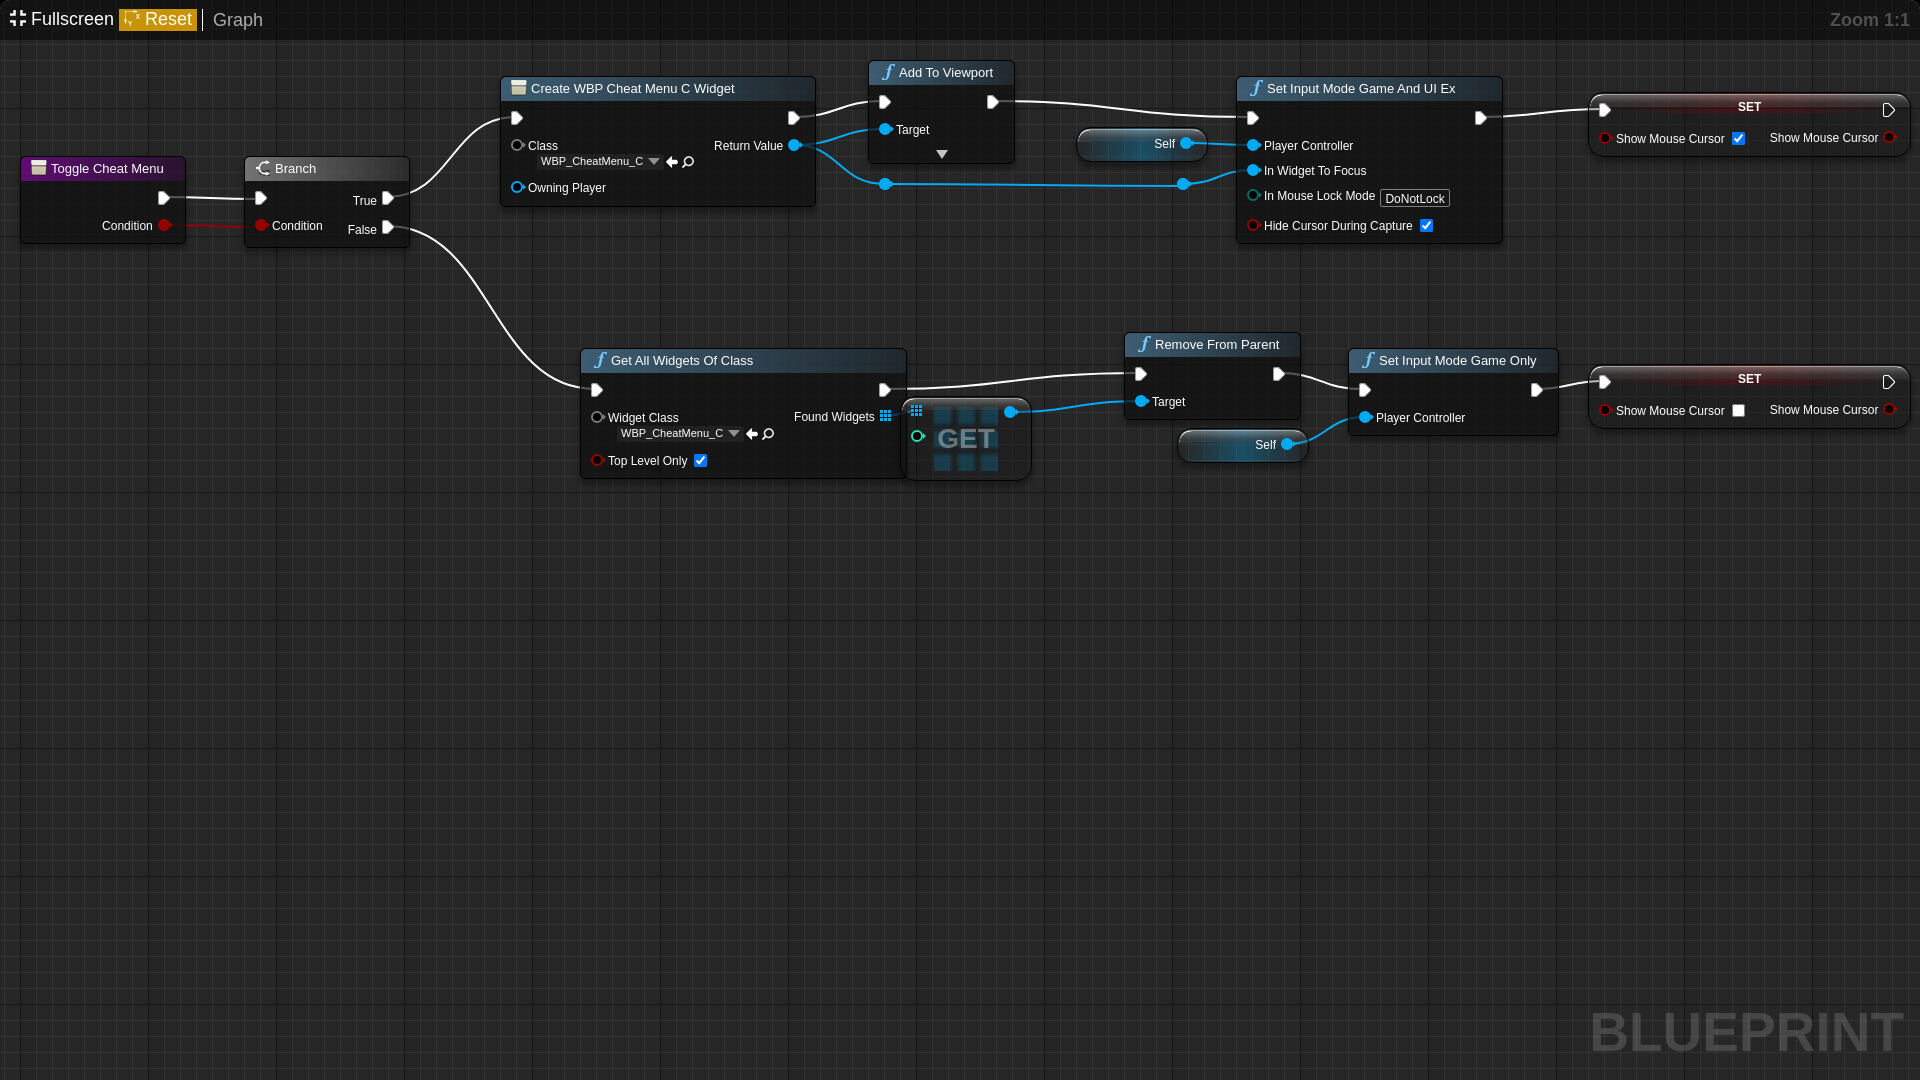 Fullscreen Reset Graph
Zoom 1:1
Toggle Cheat Menu
Condition
Branch
Condition
True
False
Create WBP Cheat Menu C Widget
Class
WBP_CheatMenu_C
Return Value
Owning Player
Add To Viewport
Target
Self
Set Input Mode Game And UI Ex
Player Controller
In Widget To Focus
In Mouse Lock Mode DoNotLock
Hide Cursor During Capture
SET
Show Mouse Cursor Show Mouse Cursor
Get All Widgets Of Class
Widget Class
WBP_CheatMenu_C
Found Widgets
Top Level Only
GET
Remove From Parent
Target
Self
Set Input Mode Game Only
Player Controller
SET
Show Mouse Cursor Show Mouse Cursor
BLUEPRINT